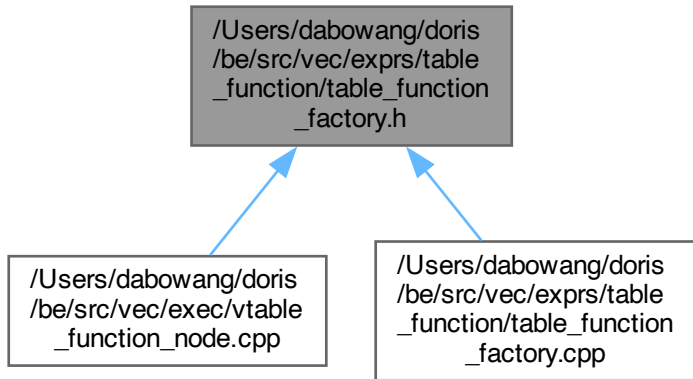 /Users/dabowang/doris
/be/src/vec/exprs/table
_function/table_function
_factory.h
/Users/dabowang/doris
/be/src/vec/exec/vtable
_function_node.cpp
/Users/dabowang/doris
/be/src/vec/exprs/table
_function/table_function
_factory.cpp